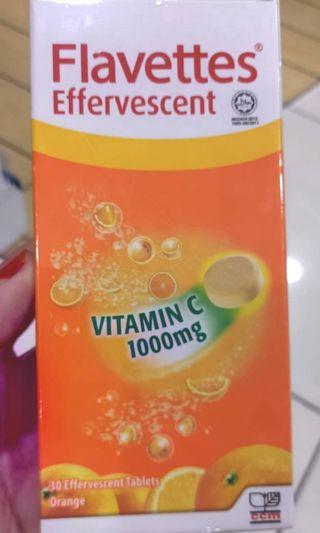 Flavettes®
Effervescent
VITAMIN C
1000mg
30 Effervescent Tablets
Orange
ccm